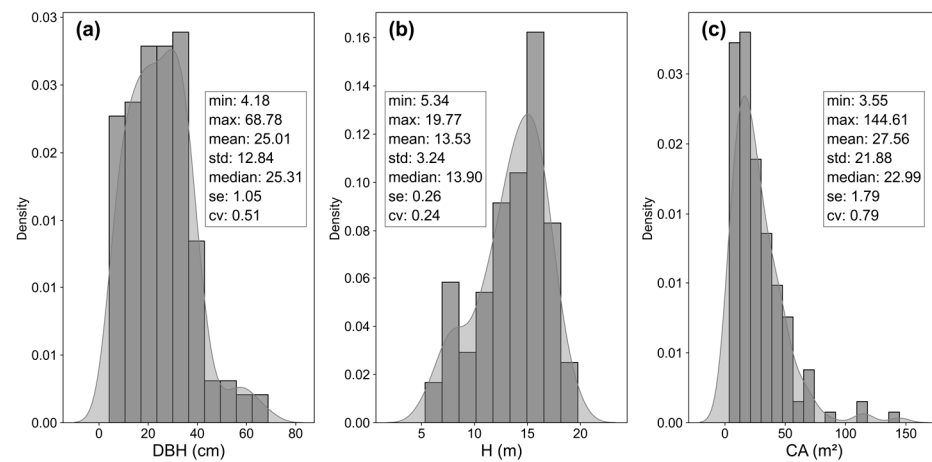 (a)
Density
0.03
0.03
0.02
0.01
0.01
0.01
0.00
min: 4.18
max: 68.78
mean: 25.01
std: 12.84
median: 25.31
se: 1.05
cv: 0.51
0 20 40 60 80
DBH (cm)
(b)
Density
0.16
0.14
0.12
0.10
0.08
0.06
0.04
0.02
0.00
min: 5.34
max: 19.77
mean: 13.53
std: 3.24
median: 13.90
se: 0.26
cv: 0.24
5 10 15 20
H (m)
(c)
Density
0.03
0.02
0.01
0.01
0.01
0.00
min: 3.55
max: 144.61
mean: 27.56
std: 21.88
median: 22.99
se: 1.79
cv: 0.79
0 50 100 150
CA (m²)